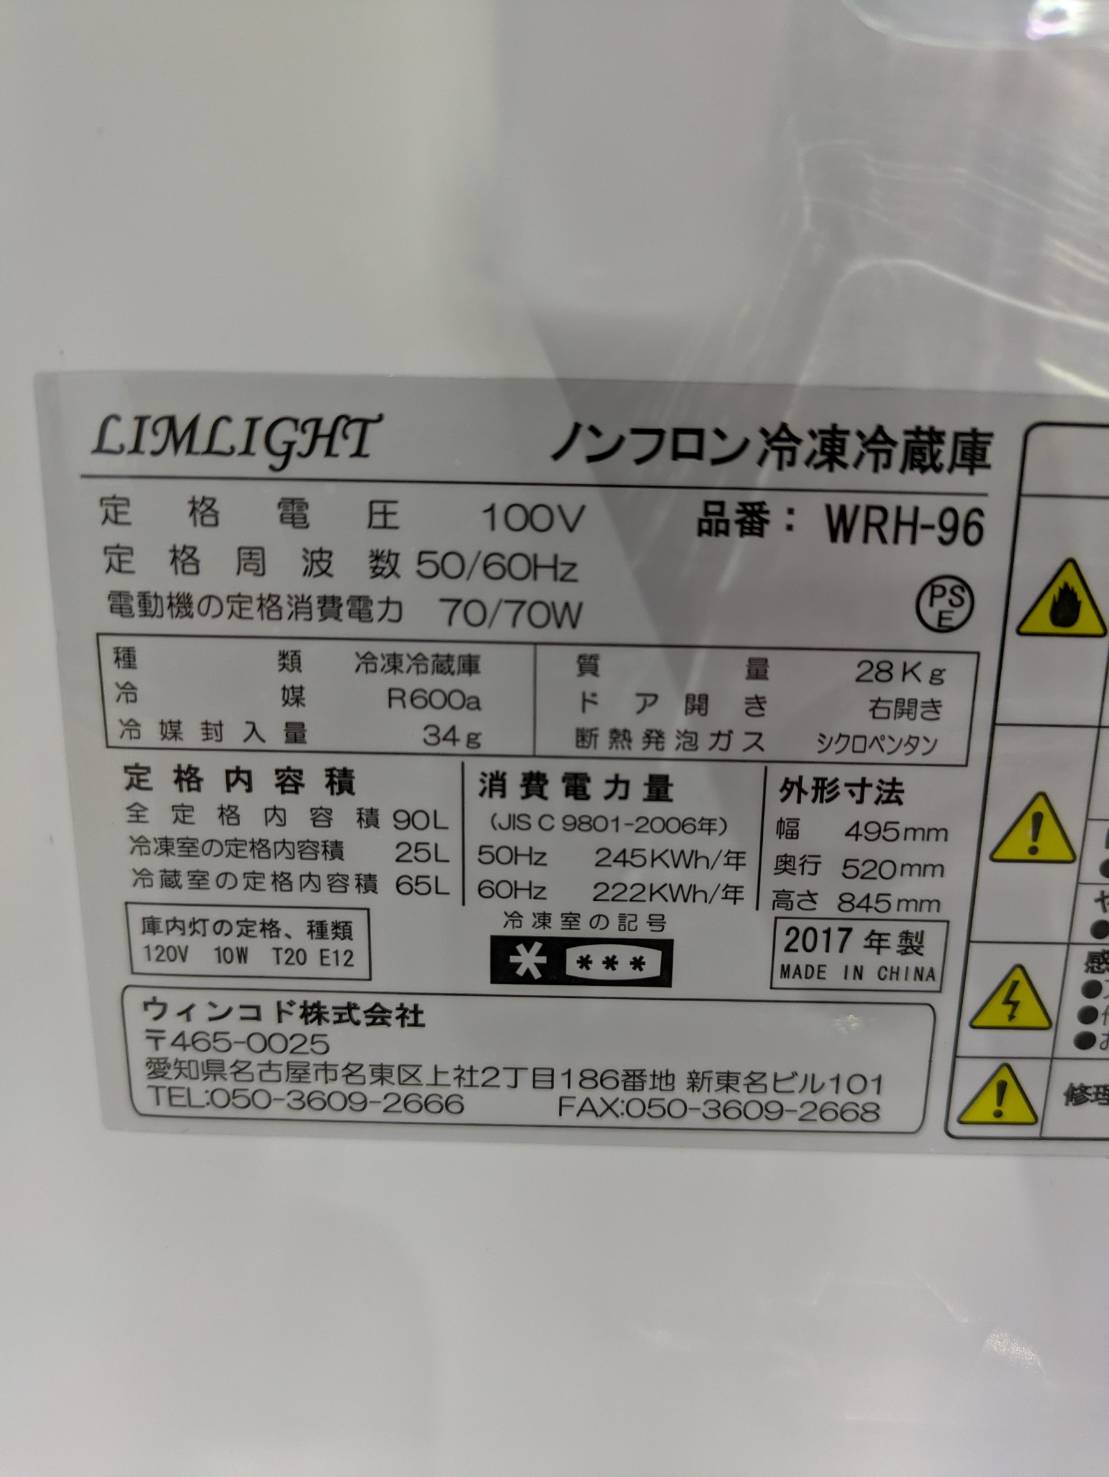 LIMLIGHT ノンフロン冷凍冷蔵庫
定格電圧 100V 品番：WRH-96
定格周波数 50/60Hz
電動機の定格消費電力 70/70W
PS
E
種類 冷凍冷蔵庫 質量 28Kg
冷媒 R600a ドア開き 右開き
冷媒封入量 34g 断熱発泡ガス シクロペンタン
定格内容積
全定格内容積 90L
冷凍室の定格内容積 25L
冷蔵室の定格内容積 65L
消費電力量
(JIS C 9801-2006年)
50Hz 245KWh/年
60Hz 222KWh/年
外形寸法
幅 495mm
奥行 520mm
高さ 845mm
庫内灯の定格、種類
120V 10W T20 E12
冷凍室の記号
* ***
2017年製
MADE IN CHINA
ウィンコド株式会社
〒465-0025
愛知県名古屋市名東区上社2丁目186番地 新東名ビル101
TEL:050-3609-2666 FAX:050-3609-2668
感
修理